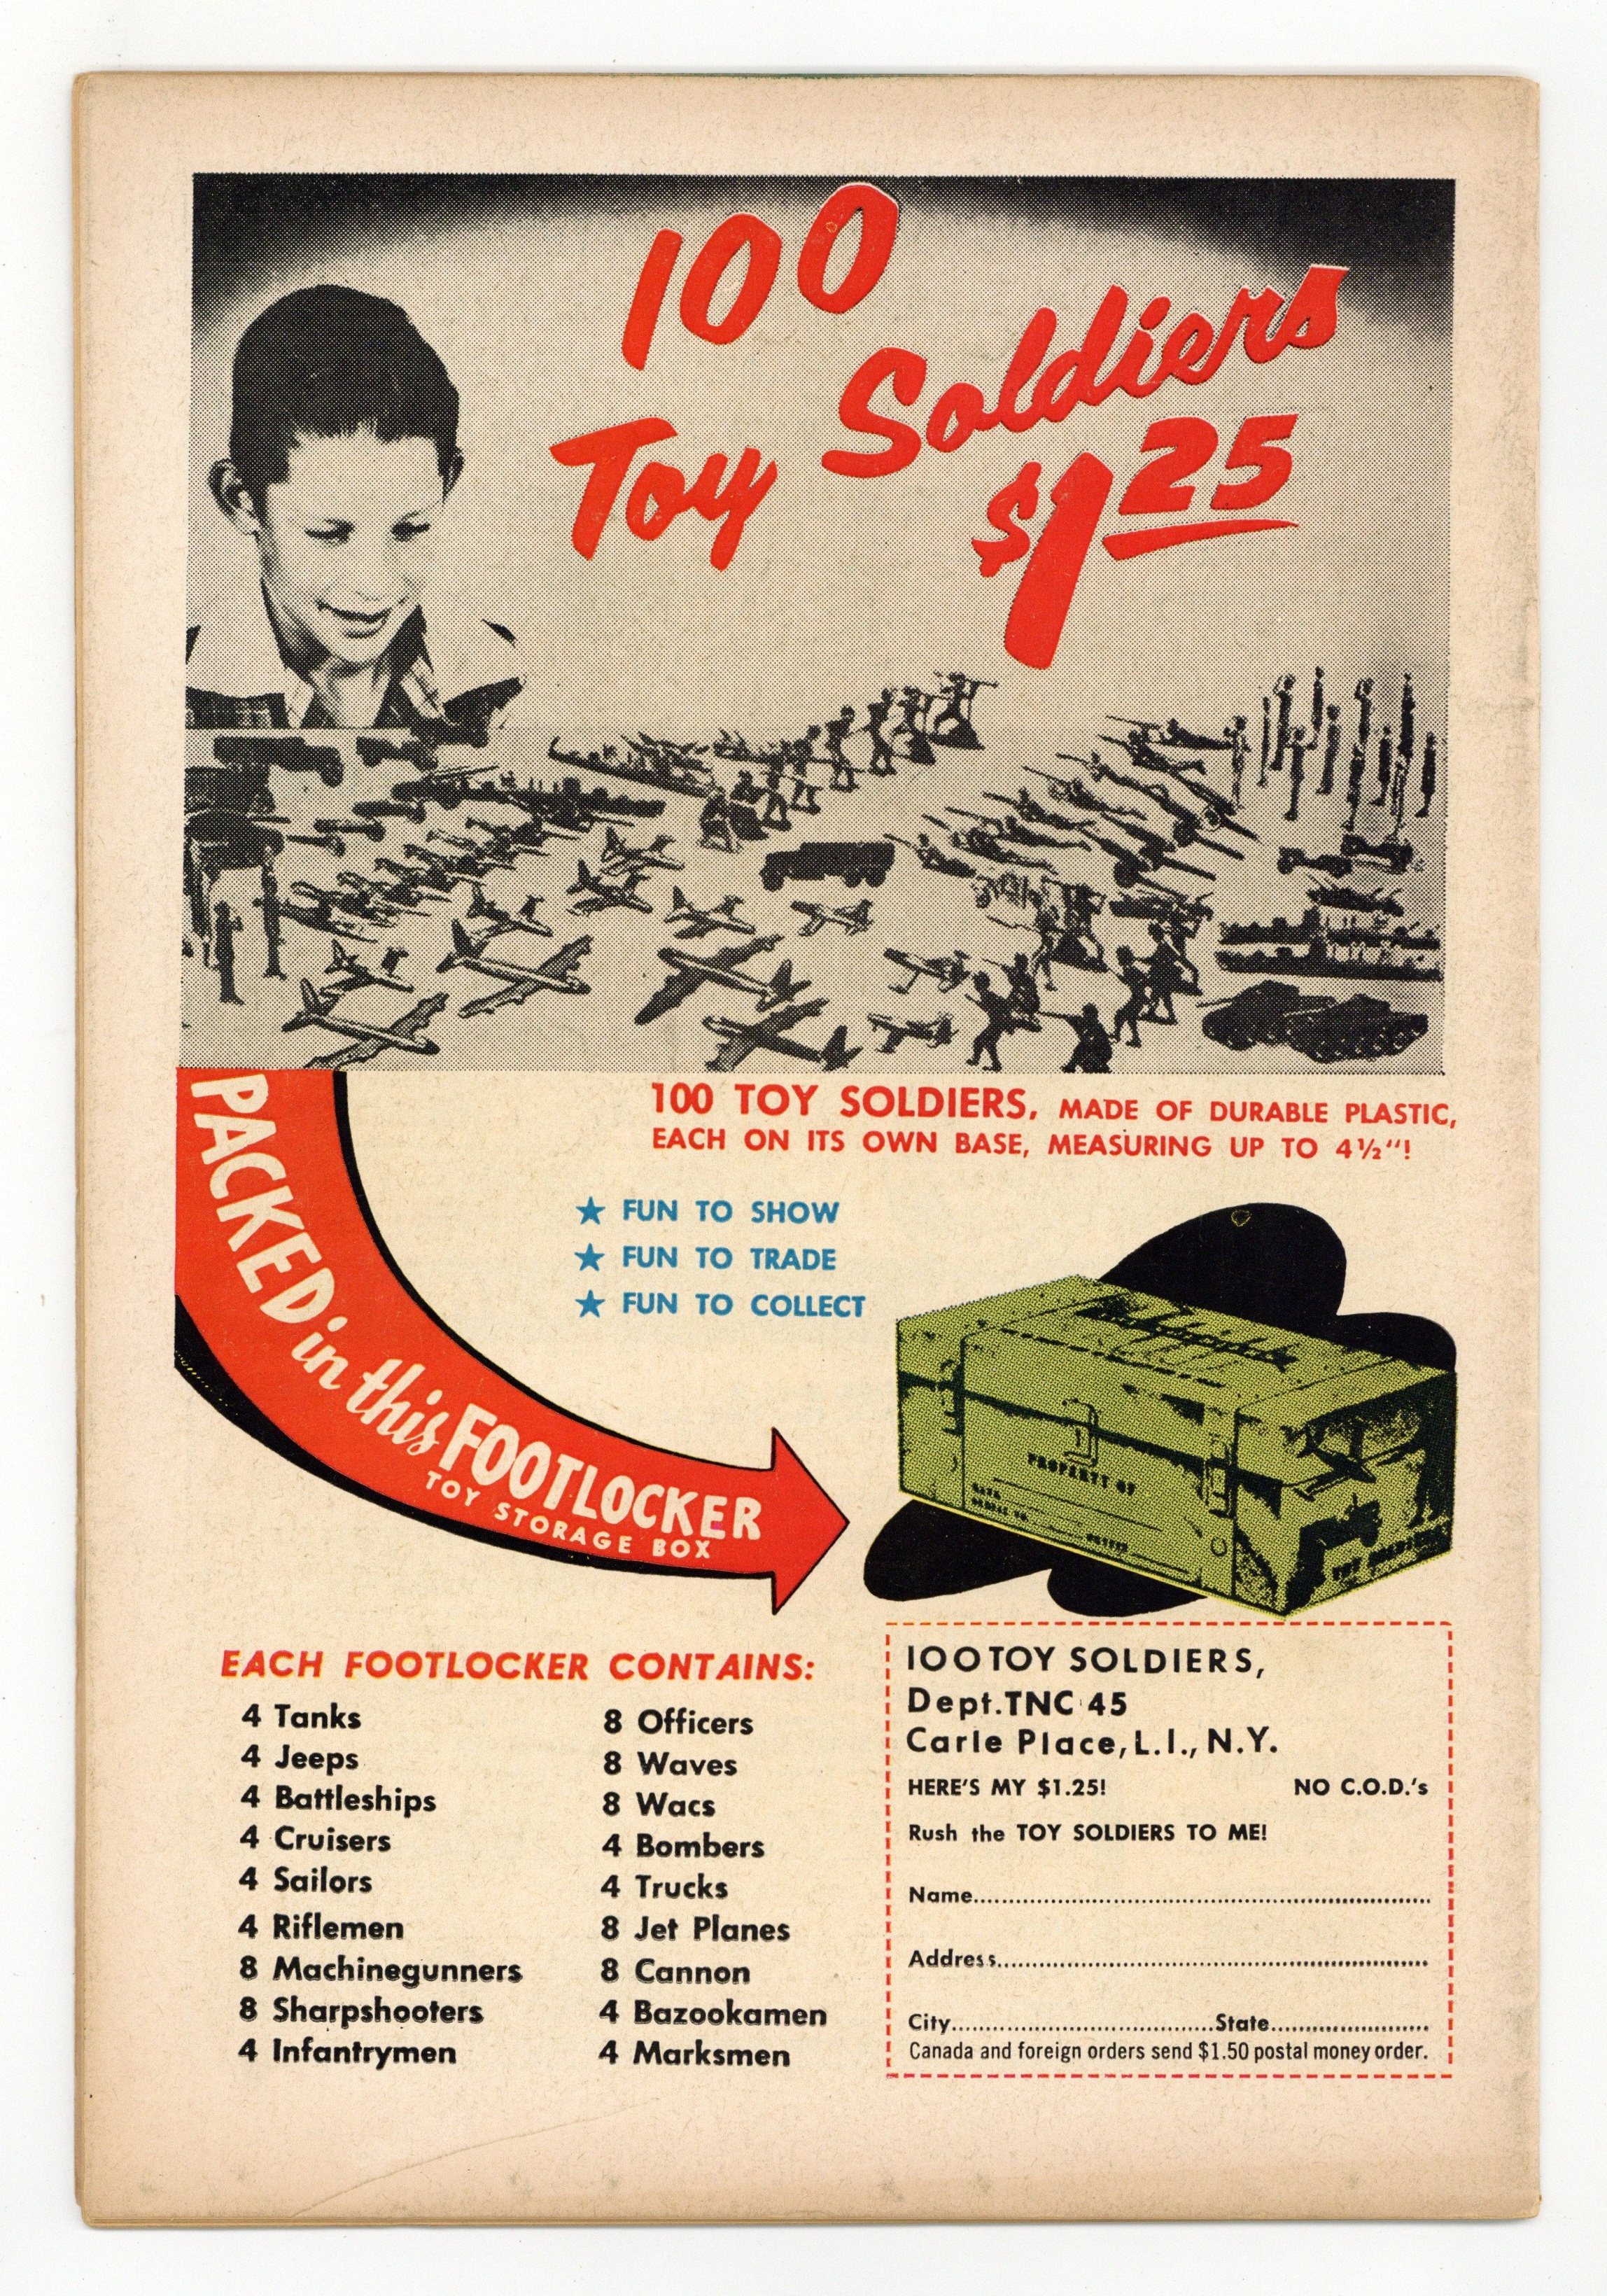 100
Toy Soldiers
$1.25
100 TOY SOLDIERS, MADE OF DURABLE PLASTIC,
EACH ON ITS OWN BASE, MEASURING UP TO 4½"!
★ FUN TO SHOW
★ FUN TO TRADE
★ FUN TO COLLECT
PACKED in this FOOTLOCKER
TOY STORAGE BOX
PROPERTY OF
EACH FOOTLOCKER CONTAINS:
4 Tanks
4 Jeeps
4 Battleships
4 Cruisers
4 Sailors
4 Riflemen
8 Machinegunners
8 Sharpshooters
4 Infantrymen
8 Officers
8 Waves
8 Wacs
4 Bombers
4 Trucks
8 Jet Planes
8 Cannon
4 Bazookamen
4 Marksmen
100 TOY SOLDIERS,
Dept. TNC 45
Carle Place, L.I., N.Y.
HERE'S MY $1.25! NO C.O.D.'s
Rush the TOY SOLDIERS TO ME!
Name
Address
City State
Canada and foreign orders send $1.50 postal money order.